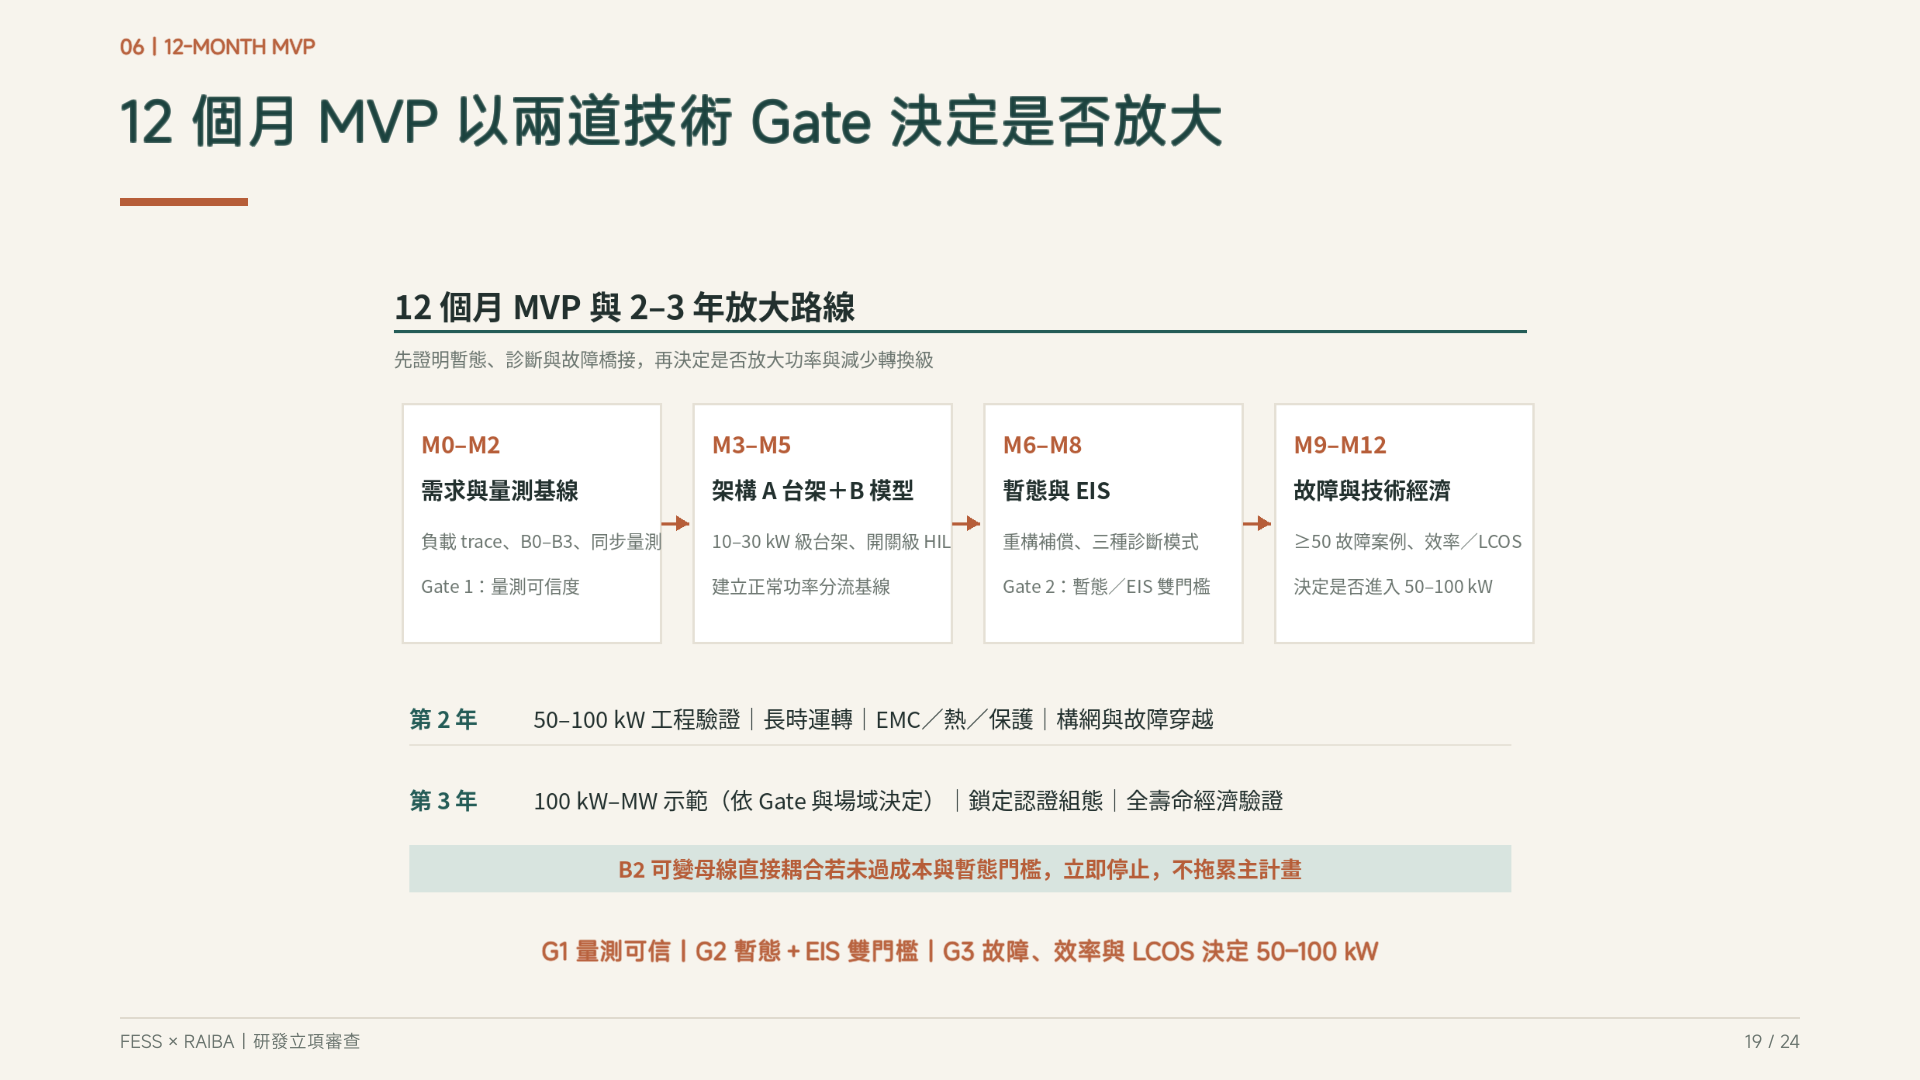 06｜12-MONTH MVP
12 個月 MVP 以兩道技術 Gate 決定是否放大
12 個月 MVP 與 2–3 年放大路線
先證明暫態、診斷與故障橋接，再決定是否放大功率與減少轉換級
M0–M2
需求與量測基線
負載 trace、B0–B3、同步量測
Gate 1：量測可信度
M3–M5
架構 A 台架＋B 模型
10–30 kW 級台架、開關級 HIL
建立正常功率分流基線
M6–M8
暫態與 EIS
重構補償、三種診斷模式
Gate 2：暫態／EIS 雙門檻
M9–M12
故障與技術經濟
≥50 故障案例、效率／LCOS
決定是否進入 50–100 kW
第 2 年 50–100 kW 工程驗證｜長時運轉｜EMC／熱／保護｜構網與故障穿越
第 3 年 100 kW–MW 示範（依 Gate 與場域決定）｜鎖定認證組態｜全壽命經濟驗證
B2 可變母線直接耦合若未過成本與暫態門檻，立即停止，不拖累主計畫
G1 量測可信｜G2 暫態 + EIS 雙門檻｜G3 故障、效率與 LCOS 決定 50–100 kW
FESS × RAIBA｜研發立項審查
19 / 24